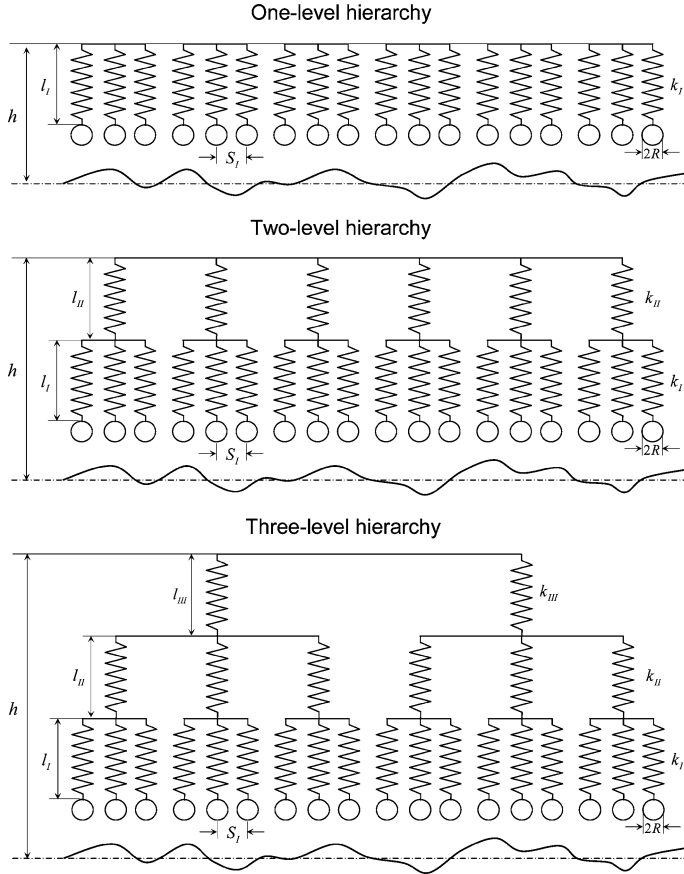 One-level hierarchy
l_I
k_I
h
S_I
2R
Two-level hierarchy
l_II
k_II
h
l_I
k_I
S_I
2R
Three-level hierarchy
l_III
k_III
l_II
k_II
h
l_I
k_I
S_I
2R